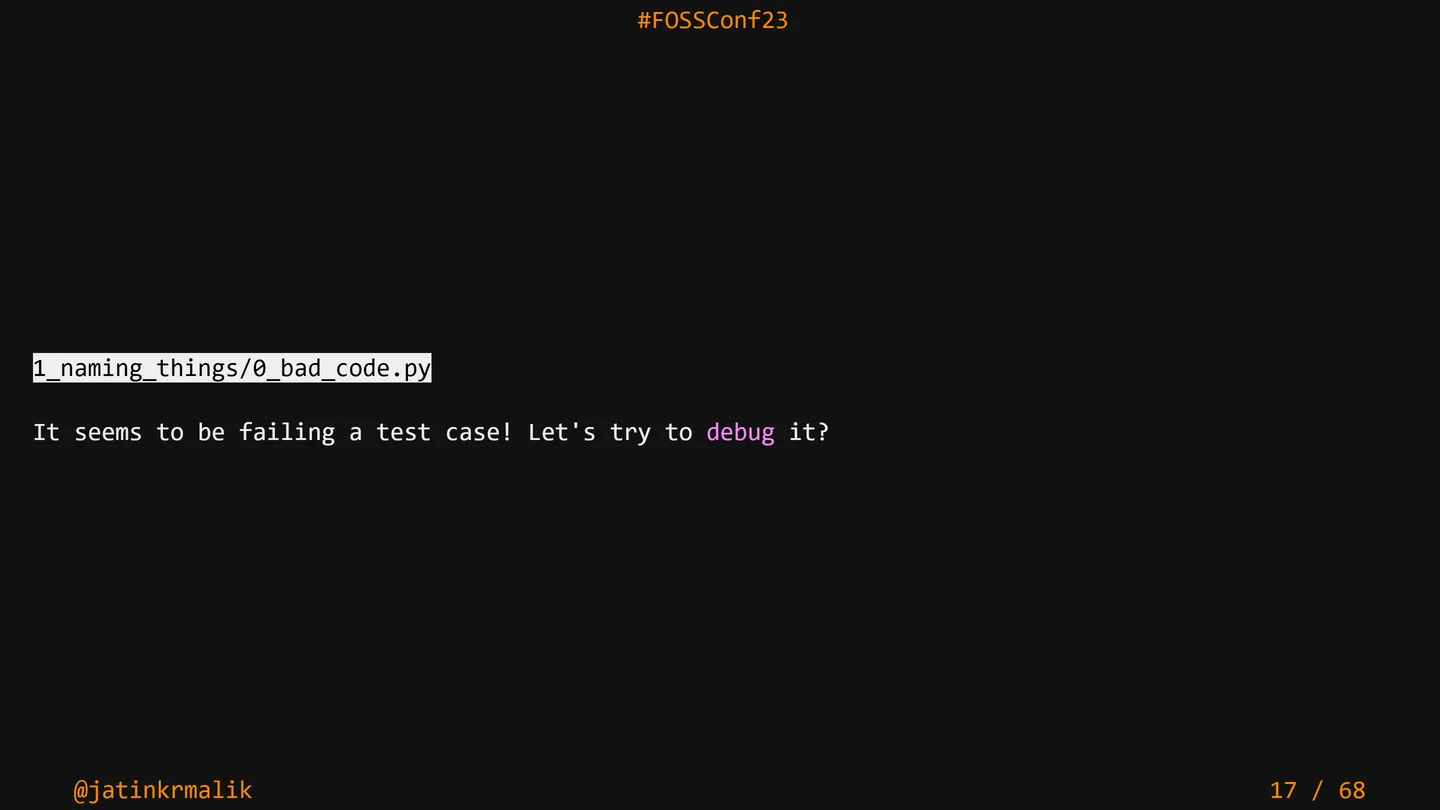 #FOSSConf23
1_naming_things/0_bad_code.py
It seems to be failing a test case! Let's try to debug it?
@jatinkrmalik
17 / 68